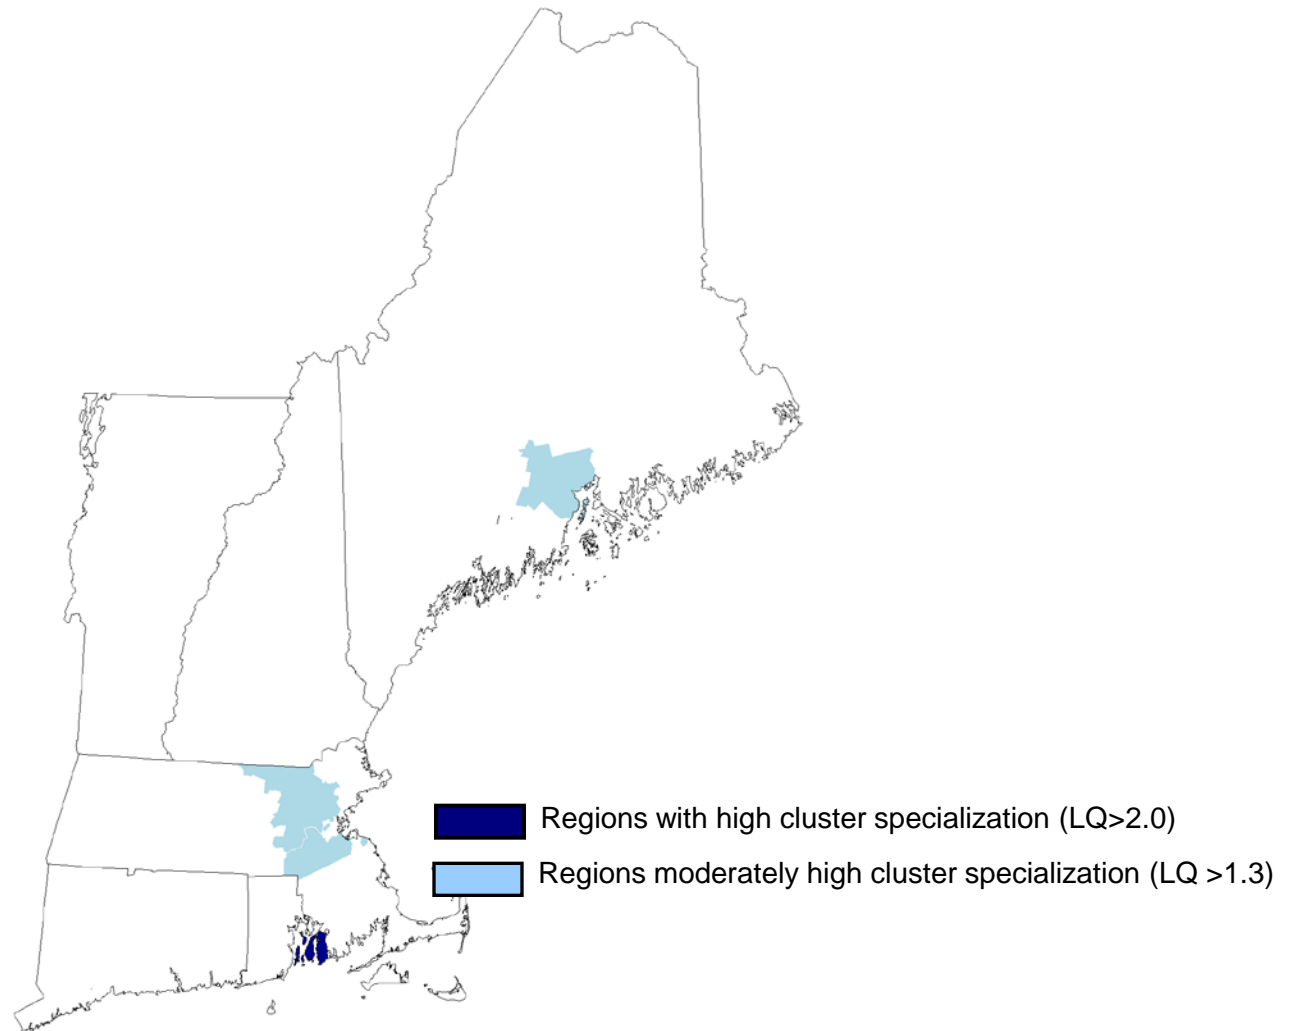 Regions with high cluster specialization (LQ>2.0)
Regions moderately high cluster specialization (LQ >1.3)